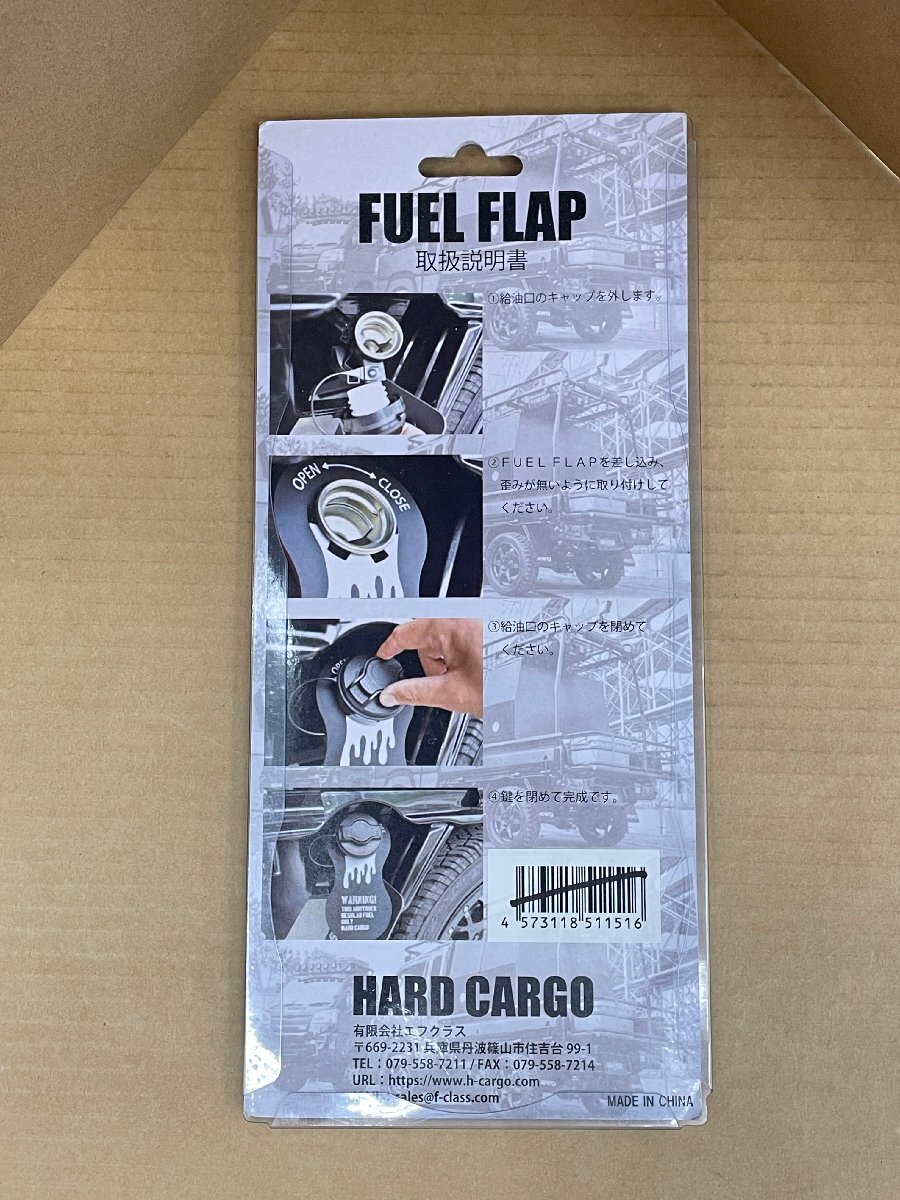 FUEL FLAP
取扱説明書
①給油口のキャップを外します。
OPEN
CLOSE
②FUEL FLAPを差し込み、
歪みが無いように取り付けして
ください。
③給油口のキャップを閉めて
ください。
④鍵を閉めて完成です。
WARNING!
REGULAR FUEL
ONLY
HARD CARGO
4 573118 511516
HARD CARGO
有限会社エフクラス
〒669-2231 兵庫県丹波篠山市住吉台 99-1
TEL：079-558-7211 / FAX：079-558-7214
URL：https://www.h-cargo.com
sales@f-class.com
MADE IN CHINA